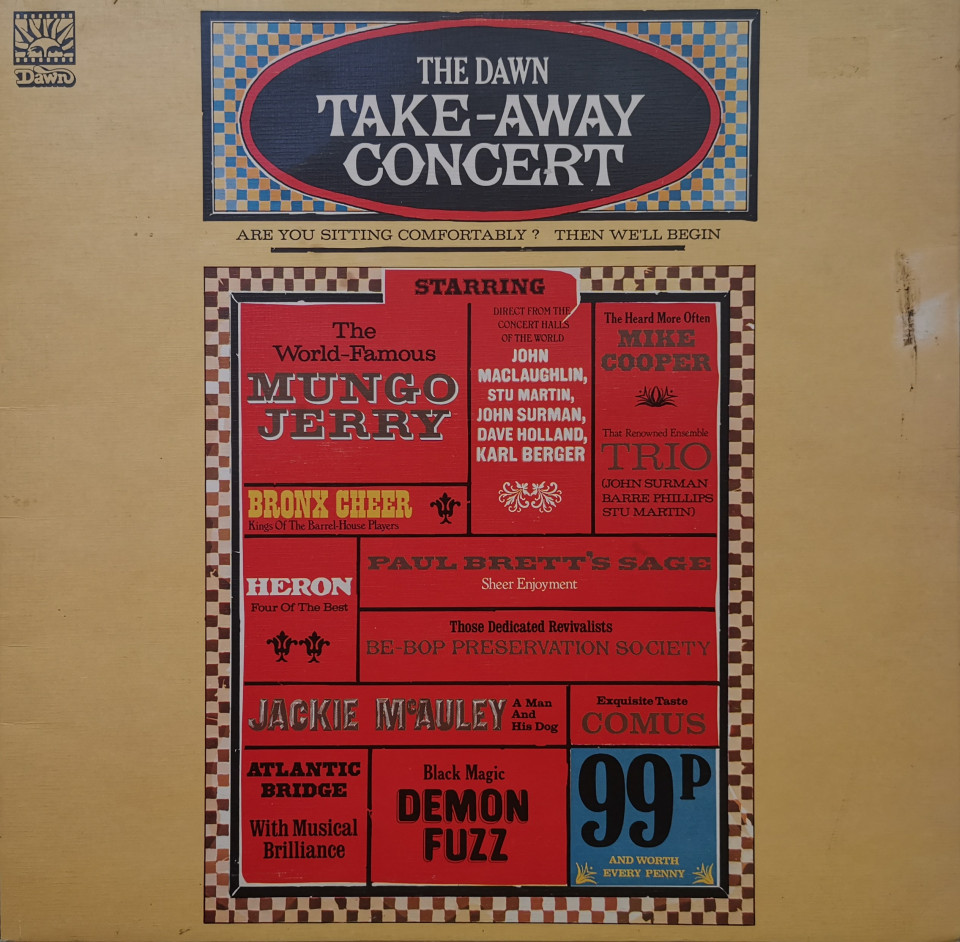 Dawn
THE DAWN
TAKE-AWAY
CONCERT
ARE YOU SITTING COMFORTABLY? THEN WE'LL BEGIN
STARRING
The
World-Famous
MUNGO
JERRY
BRONX CHEER
Kings Of The Barrel-House Players
DIRECT FROM THE
CONCERT HALLS
OF THE WORLD
JOHN
MACLAUGHLIN,
STU MARTIN,
JOHN SURMAN,
DAVE HOLLAND,
KARL BERGER
The Heard More Often
MIKE
COOPER
That Renowned Ensemble
TRIO
(JOHN SURMAN
BARRE PHILLIPS
STU MARTIN)
HERON
Four Of The Best
PAUL BRETT'S SAGE
Sheer Enjoyment
Those Dedicated Revivalists
BE-BOP PRESERVATION SOCIETY
JACKIE McAULEY
A Man
And
His Dog
Exquisite Taste
COMUS
ATLANTIC
BRIDGE
With Musical
Brilliance
Black Magic
DEMON
FUZZ
99P
AND WORTH
EVERY PENNY